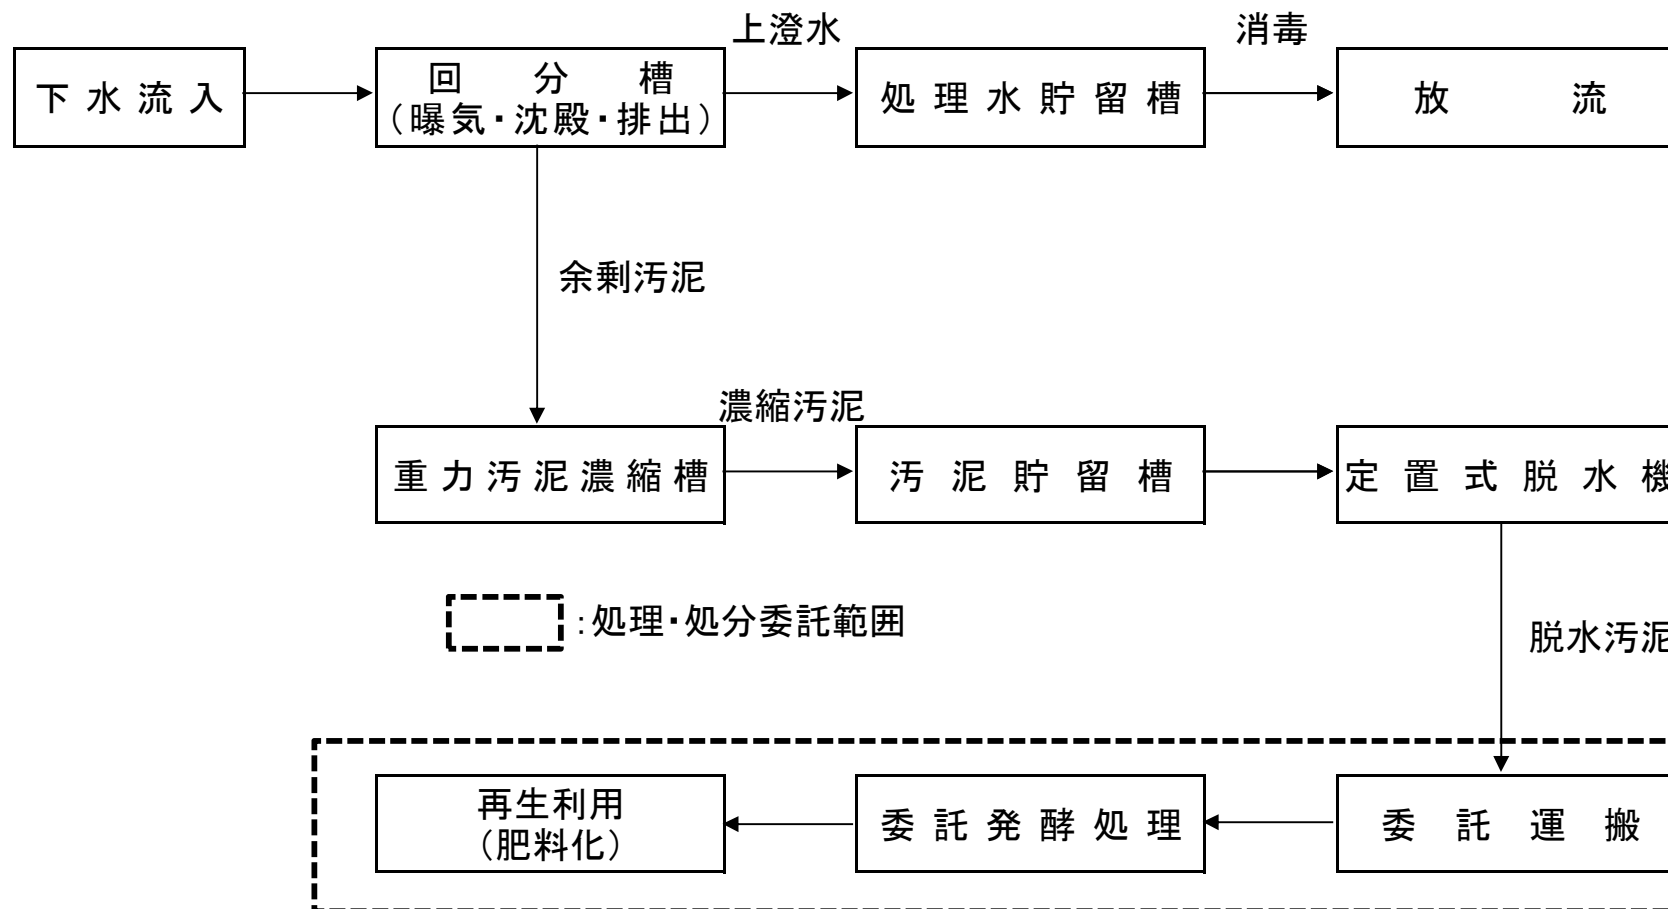 上澄水
消毒
下水流入
回分槽
（曝気・沈殿・排出）
処理水貯留槽
放流
余剰汚泥
濃縮汚泥
重力汚泥濃縮槽
汚泥貯留槽
定置式脱水機
：処理・処分委託範囲
脱水汚泥
再生利用
（肥料化）
委託発酵処理
委託運搬